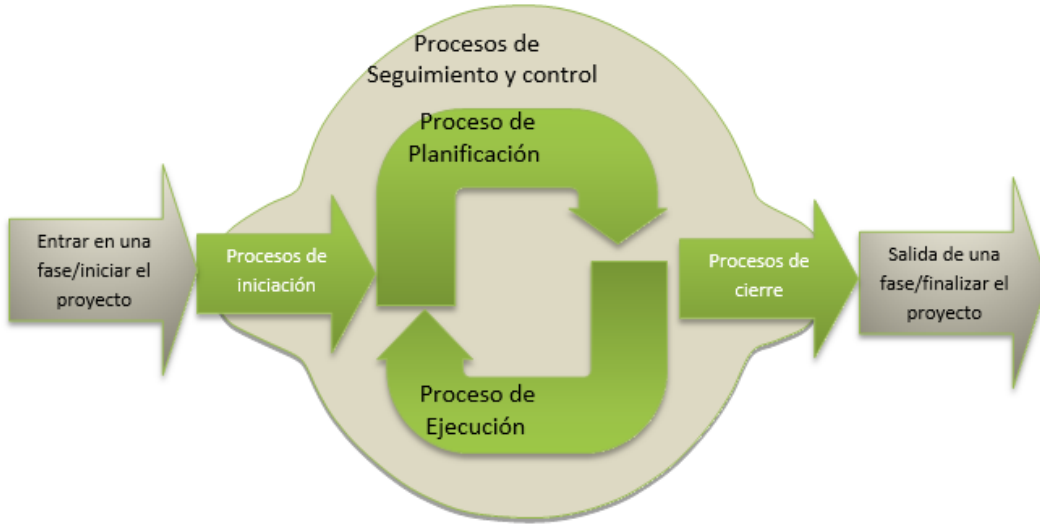 Procesos de
Seguimiento y control
Proceso de
Planificación
Entrar en una
fase/iniciar el
proyecto
Procesos de
iniciación
Procesos de
cierre
Salida de una
fase/finalizar el
proyecto
Proceso de
Ejecución